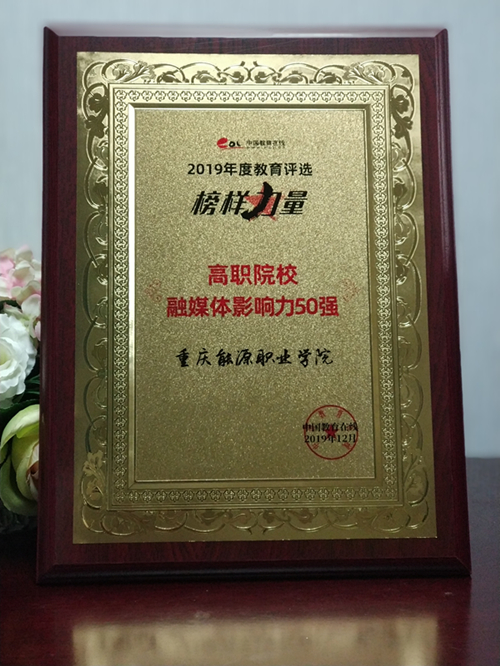 eoL 中国教育在线
2019年度教育评选
榜样力量
高职院校
融媒体影响力50强
重庆能源职业学院
中国教育在线
2019年12月